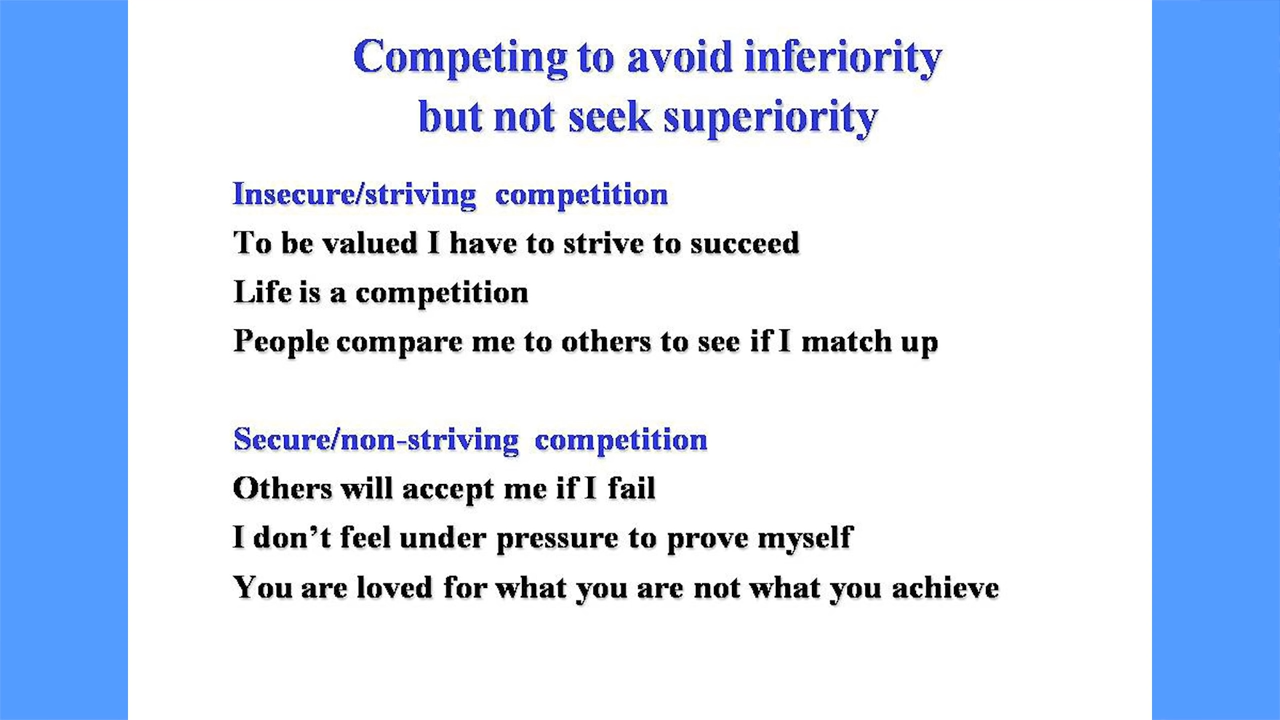 Competing to avoid inferiority
but not seek superiority
Insecure/striving competition
To be valued I have to strive to succeed
Life is a competition
People compare me to others to see if I match up
Secure/non-striving competition
Others will accept me if I fail
I don’t feel under pressure to prove myself
You are loved for what you are not what you achieve